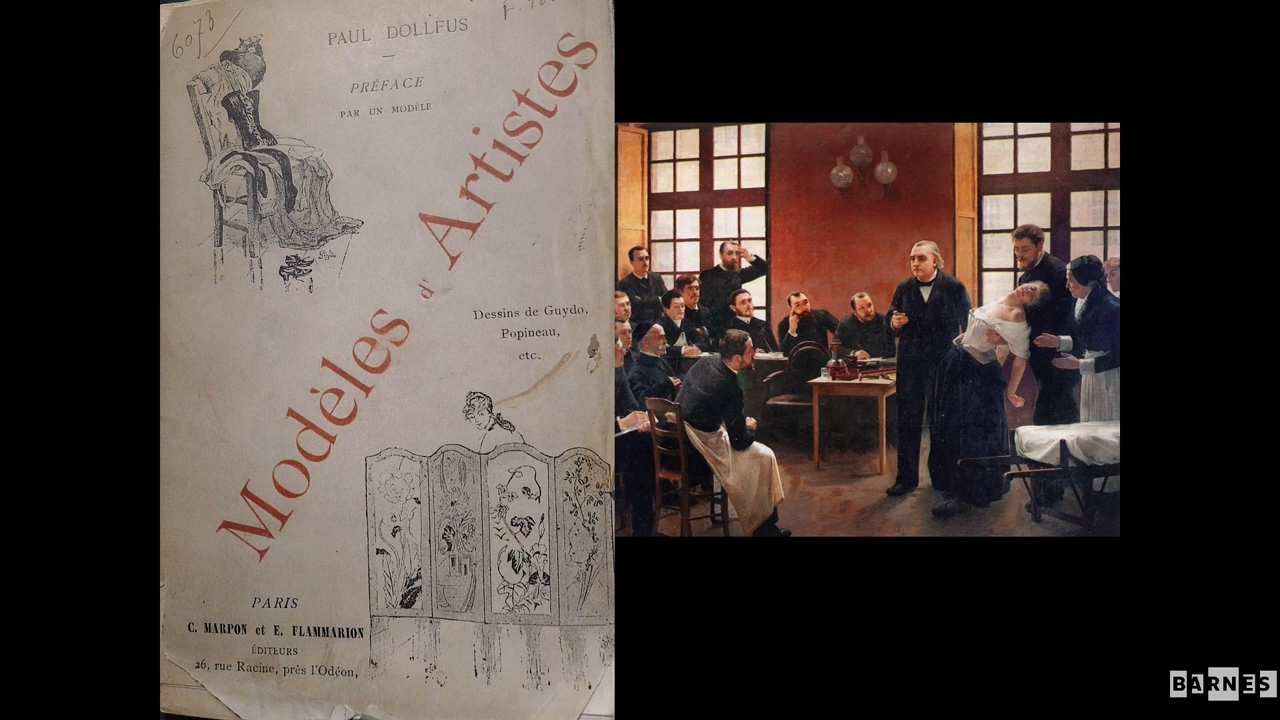 6073
PAUL DOLLFUS
PRÉFACE
PAR UN MODÈLE
Modèles d'Artistes
Dessins de Guydo,
Popineau,
etc.
PARIS
C. MARPON et E. FLAMMARION
ÉDITEURS
26, rue Racine, près l'Odéon,
BARNES